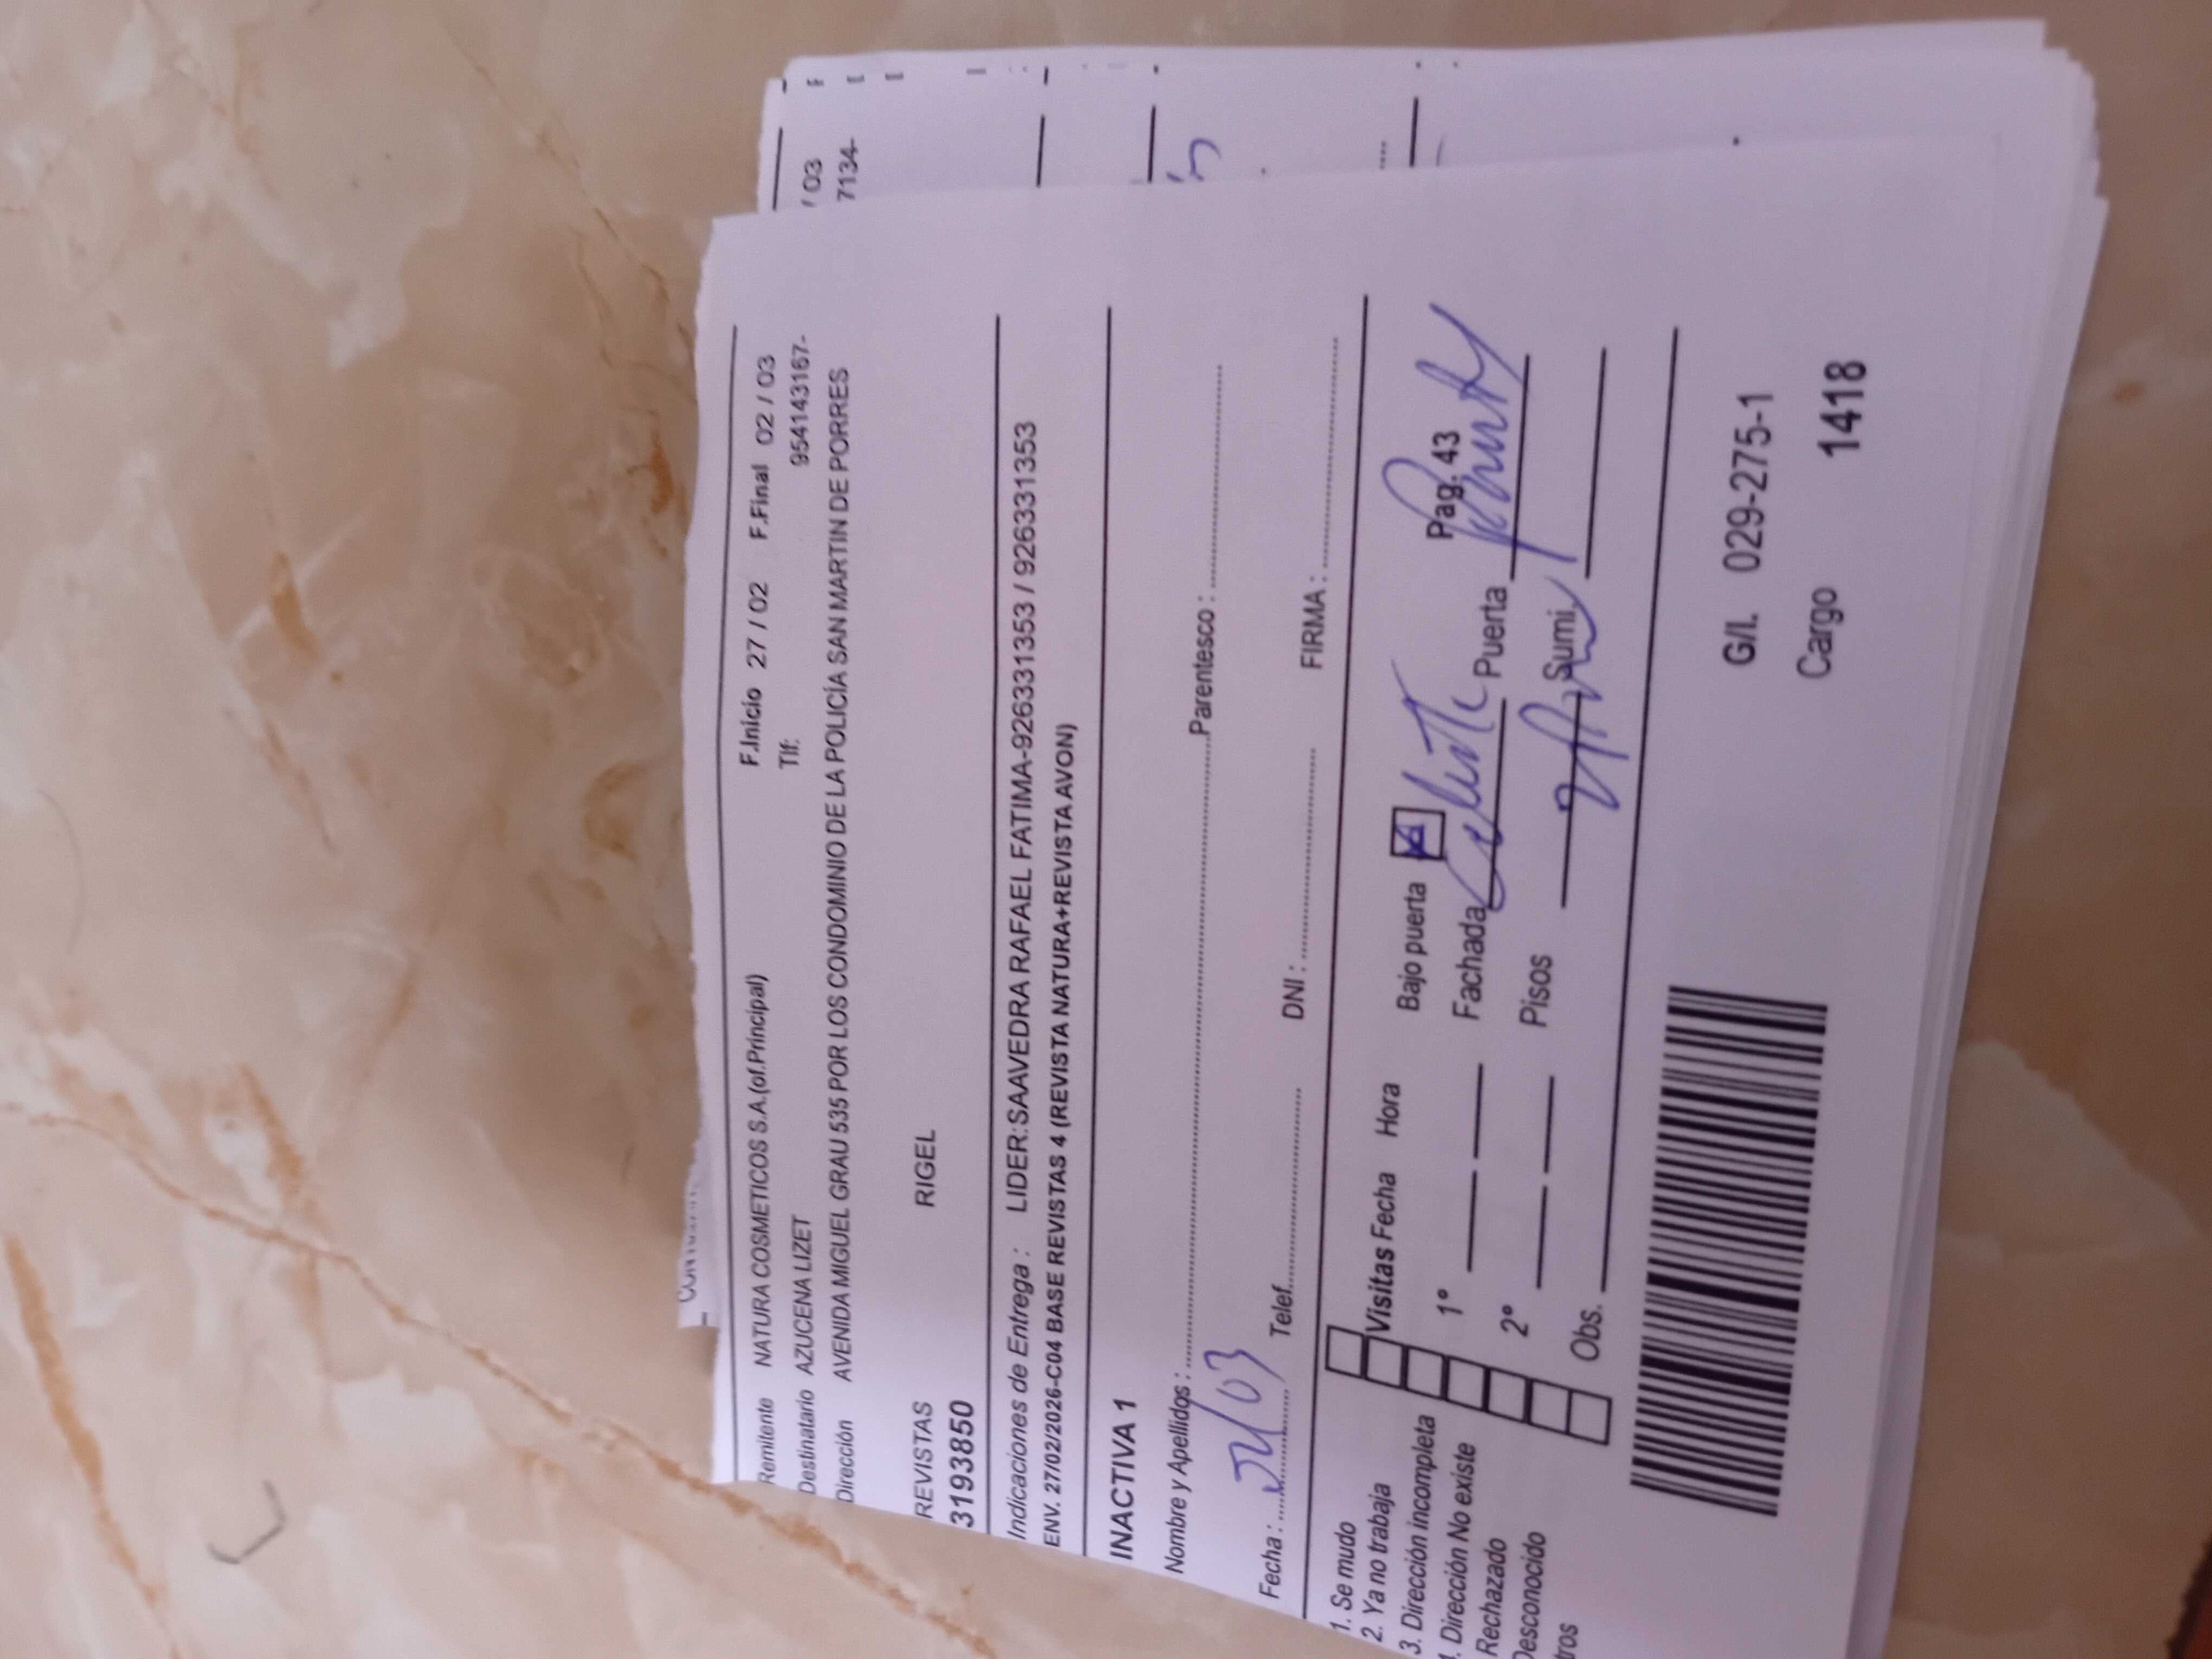 Remitente NATURA COSMETICOS S.A.(of.Principal) F.Inicio 27 / 02 F.Final 02 / 03
Destinatario AZUCENA LIZET Tlf: 954143167-
Dirección AVENIDA MIGUEL GRAU 535 POR LOS CONDOMINIO DE LA POLICÍA SAN MARTIN DE PORRES
REVISTAS RIGEL
3193850
Indicaciones de Entrega : LIDER:SAAVEDRA RAFAEL FATIMA-926331353 / 926331353
ENV. 27/02/2026-C04 BASE REVISTAS 4 (REVISTA NATURA+REVISTA AVON)
INACTIVA 1
Nombre y Apellidos : Parentesco :
Fecha : Telef. DNI : FIRMA :
1. Se mudo
2. Ya no trabaja
3. Dirección incompleta
. Dirección No existe
Rechazado
Desconocido
tros
Visitas Fecha Hora Bajo puerta Pag. 43
1° Fachada Puerta
2° Pisos Sumi.
Obs.
G/I. 029-275-1
Cargo 1418
/ 03
7134-